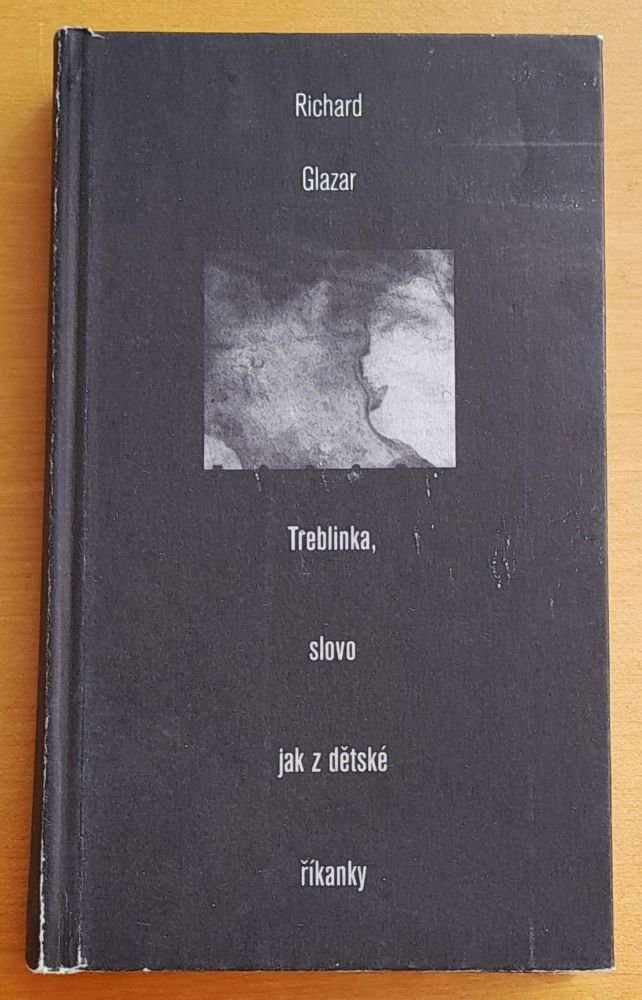 Richard
Glazar
Treblinka,
slovo
jak z dětské
říkanky